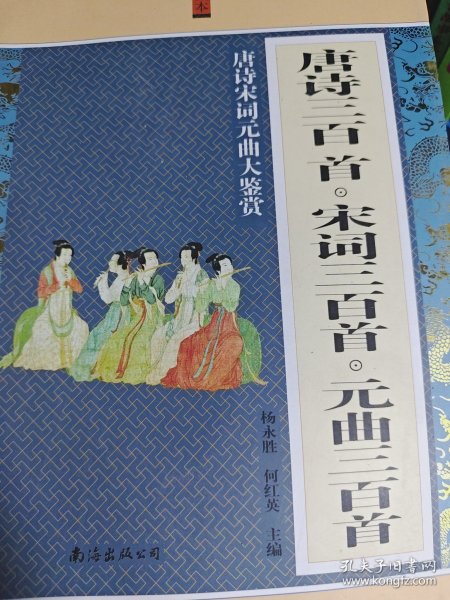 本
唐诗三百首⊙宋词三百首⊙元曲三百首
唐诗宋词元曲大鉴赏
杨永胜 何红英 主编
南海出版公司
孔夫子旧书网
www.kongfz.com